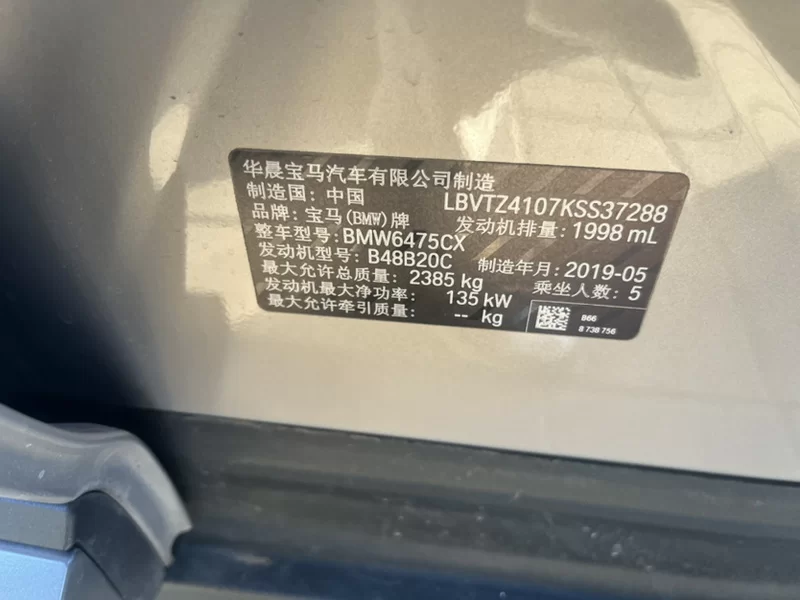 华晨宝马汽车有限公司制造
制造国：中国 LBVTZ4107KSS37288
品牌：宝马(BMW)牌 发动机排量：1998 mL
整车型号：BMW6475CX
发动机型号：B48B20C 制造年月：2019-05
最大允许总质量：2385 kg 乘坐人数：5
发动机最大净功率：135 kW
最大允许牵引质量：-- kg
866
8 738 756